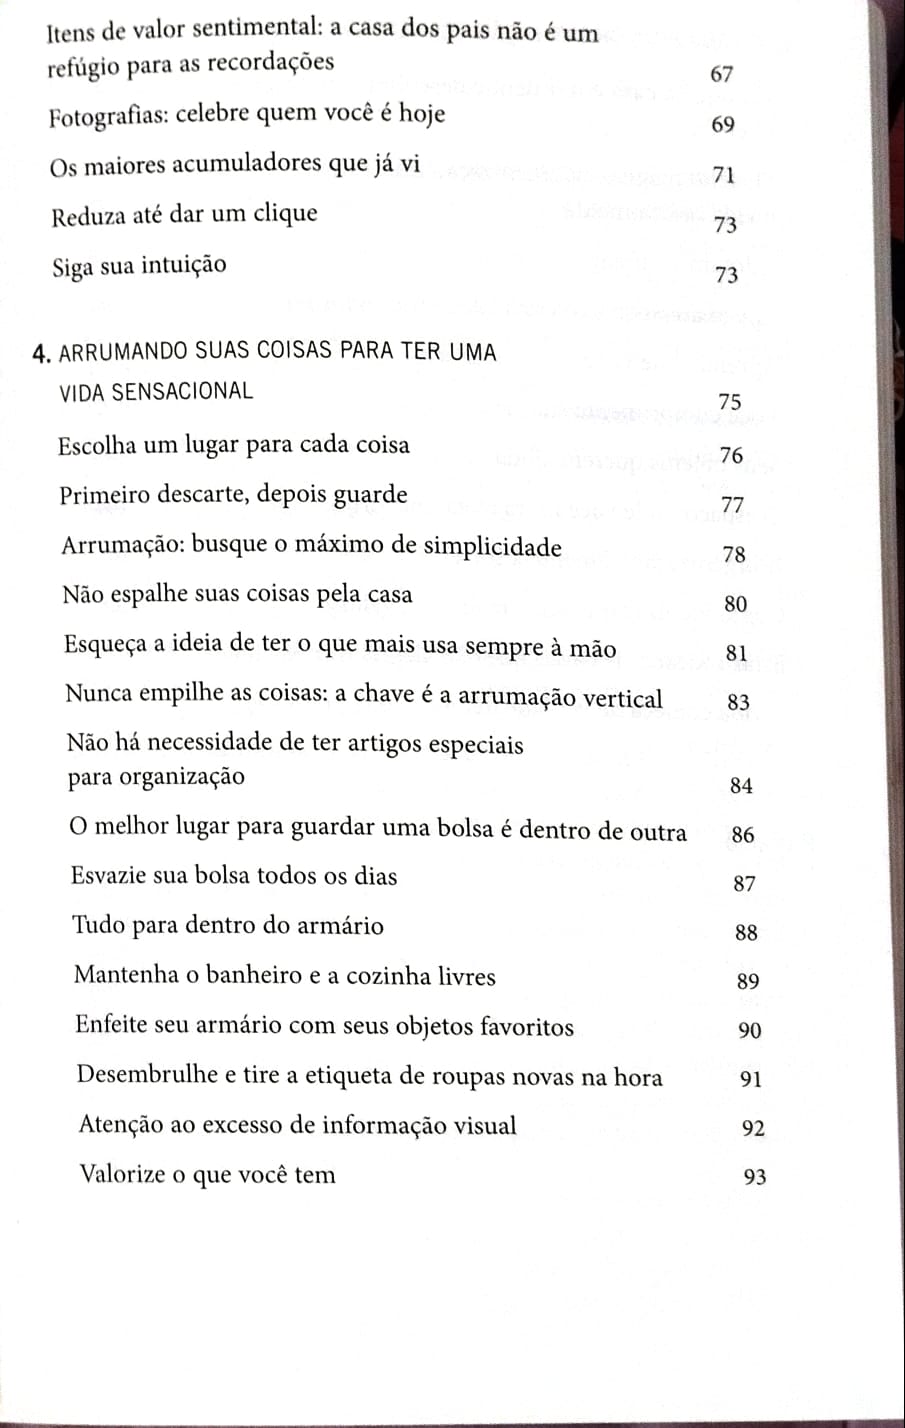 Itens de valor sentimental: a casa dos pais não é um
refúgio para as recordações 67
Fotografias: celebre quem você é hoje 69
Os maiores acumuladores que já vi 71
Reduza até dar um clique 73
Siga sua intuição 73
4. ARRUMANDO SUAS COISAS PARA TER UMA
VIDA SENSACIONAL 75
Escolha um lugar para cada coisa 76
Primeiro descarte, depois guarde 77
Arrumação: busque o máximo de simplicidade 78
Não espalhe suas coisas pela casa 80
Esqueça a ideia de ter o que mais usa sempre à mão 81
Nunca empilhe as coisas: a chave é a arrumação vertical 83
Não há necessidade de ter artigos especiais
para organização 84
O melhor lugar para guardar uma bolsa é dentro de outra 86
Esvazie sua bolsa todos os dias 87
Tudo para dentro do armário 88
Mantenha o banheiro e a cozinha livres 89
Enfeite seu armário com seus objetos favoritos 90
Desembrulhe e tire a etiqueta de roupas novas na hora 91
Atenção ao excesso de informação visual 92
Valorize o que você tem 93